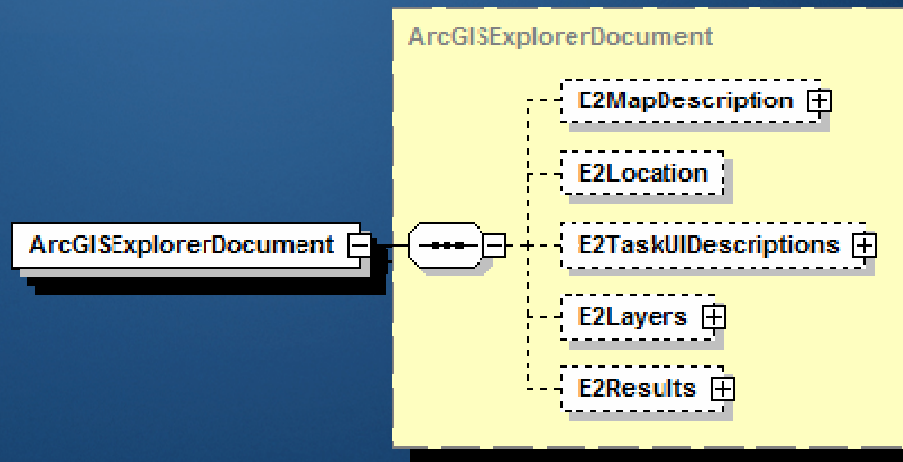 ArcGISExplorerDocument
E2MapDescription
E2Location
ArcGISExplorerDocument
E2TaskUIDescriptions
E2Layers
E2Results